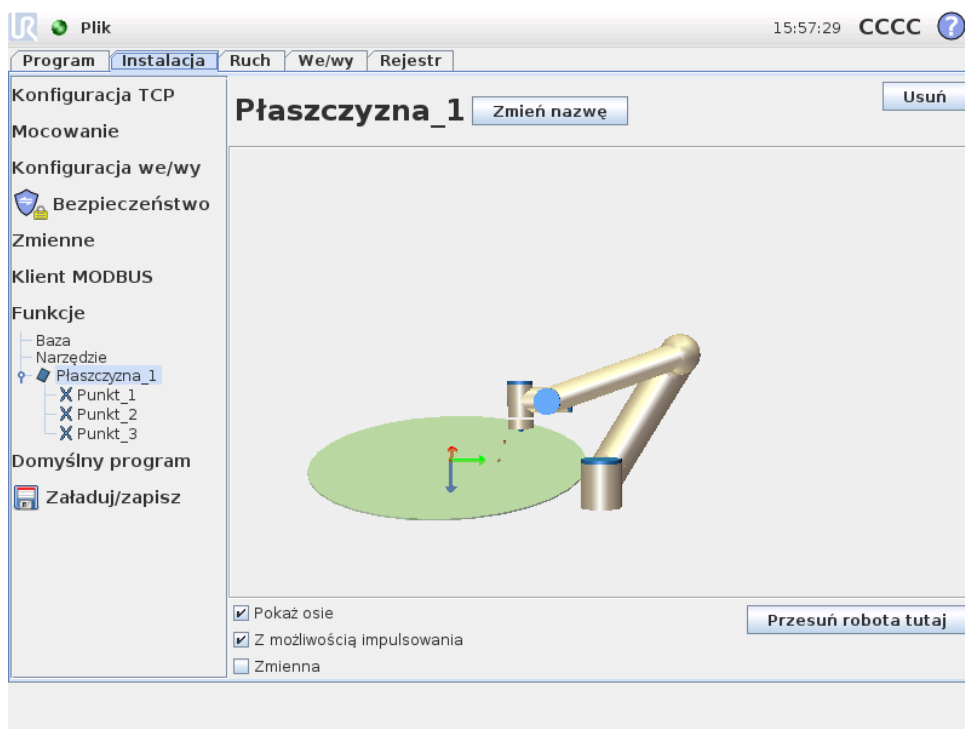 UR Plik 15:57:29 CCCC ?
Program Instalacja Ruch We/wy Rejestr
Konfiguracja TCP
Mocowanie
Konfiguracja we/wy
Bezpieczeństwo
Zmienne
Klient MODBUS
Funkcje
Baza
Narzędzie
Płaszczyzna_1
Punkt_1
Punkt_2
Punkt_3
Domyślny program
Załaduj/zapisz
Płaszczyzna_1 Zmień nazwę Usuń
Pokaż osie
Z możliwością impulsowania
Zmienna
Przesuń robota tutaj